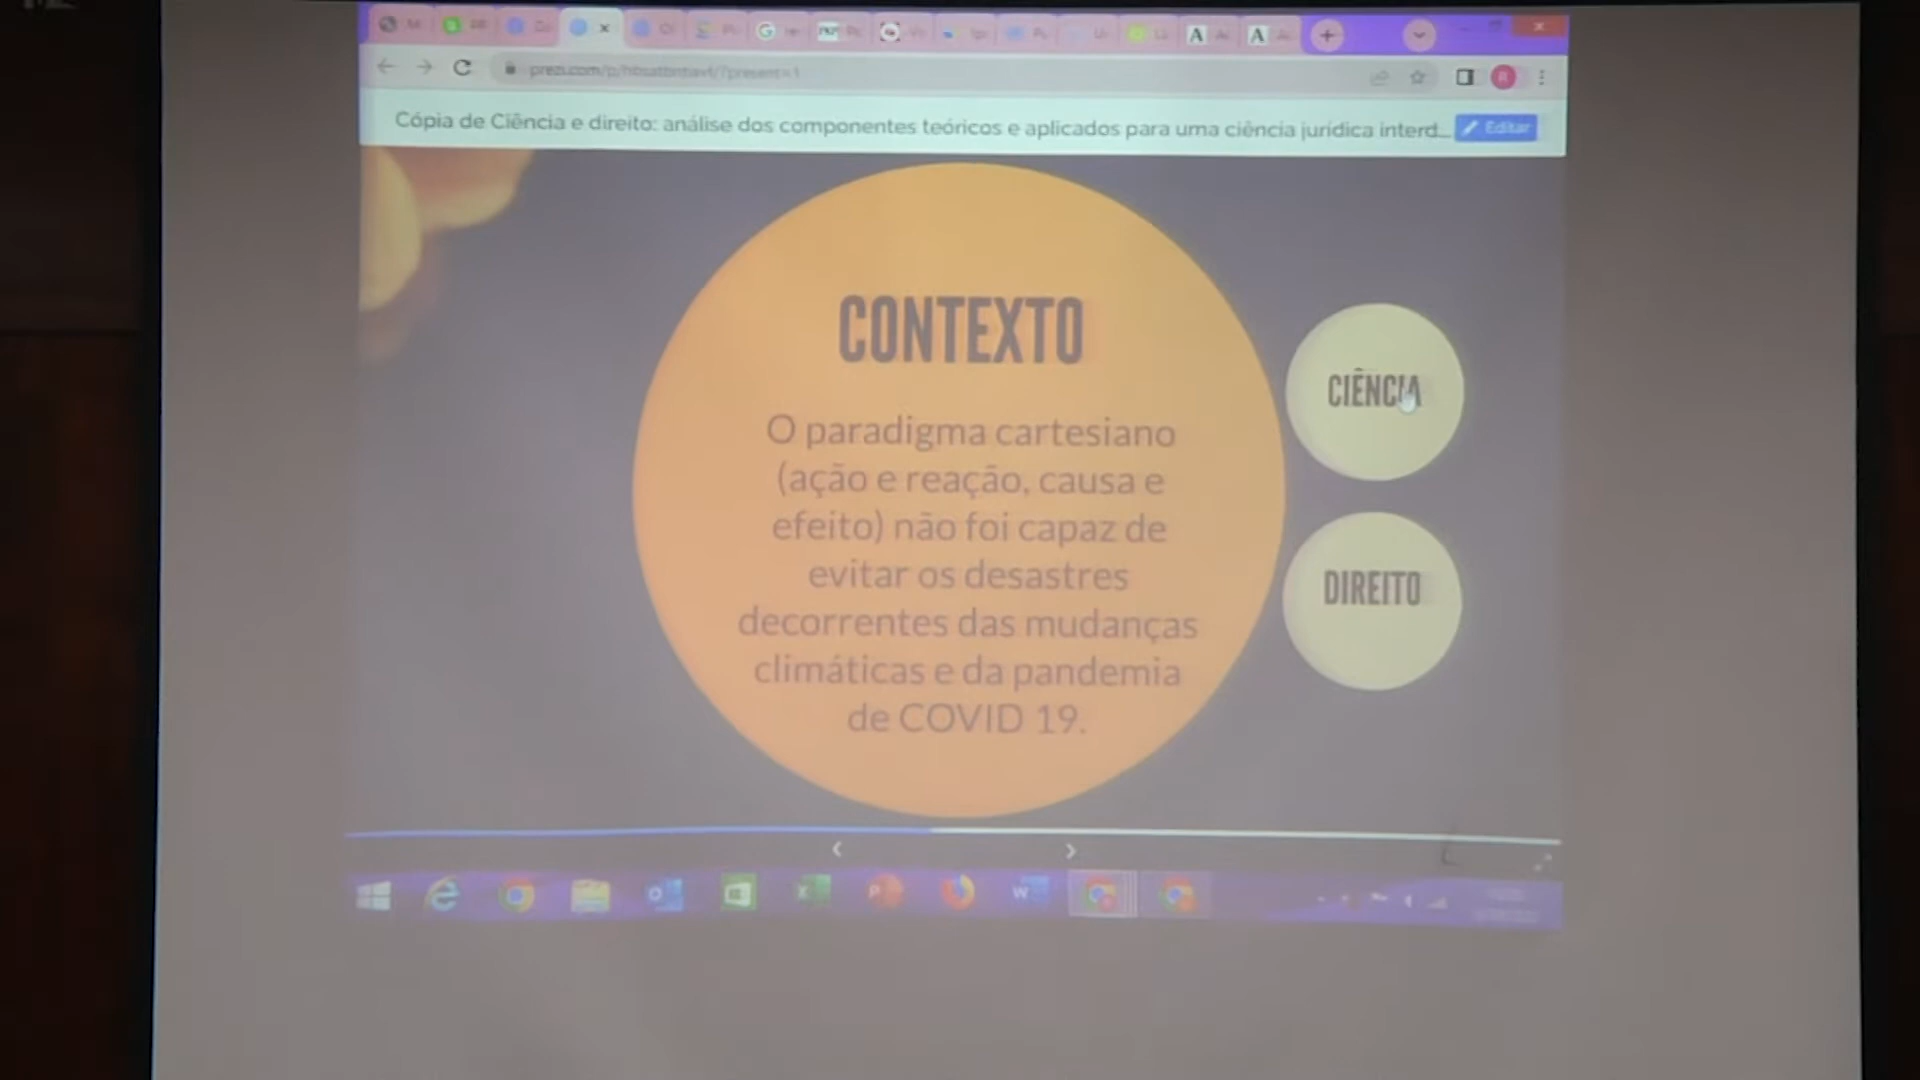 Cópia de Ciência e direito: análise dos componentes teóricos e aplicados para uma ciência jurídica interd...
Editar
CONTEXTO
O paradigma cartesiano
(ação e reação, causa e
efeito) não foi capaz de
evitar os desastres
decorrentes das mudanças
climáticas e da pandemia
de COVID 19.
CIÊNCIA
DIREITO